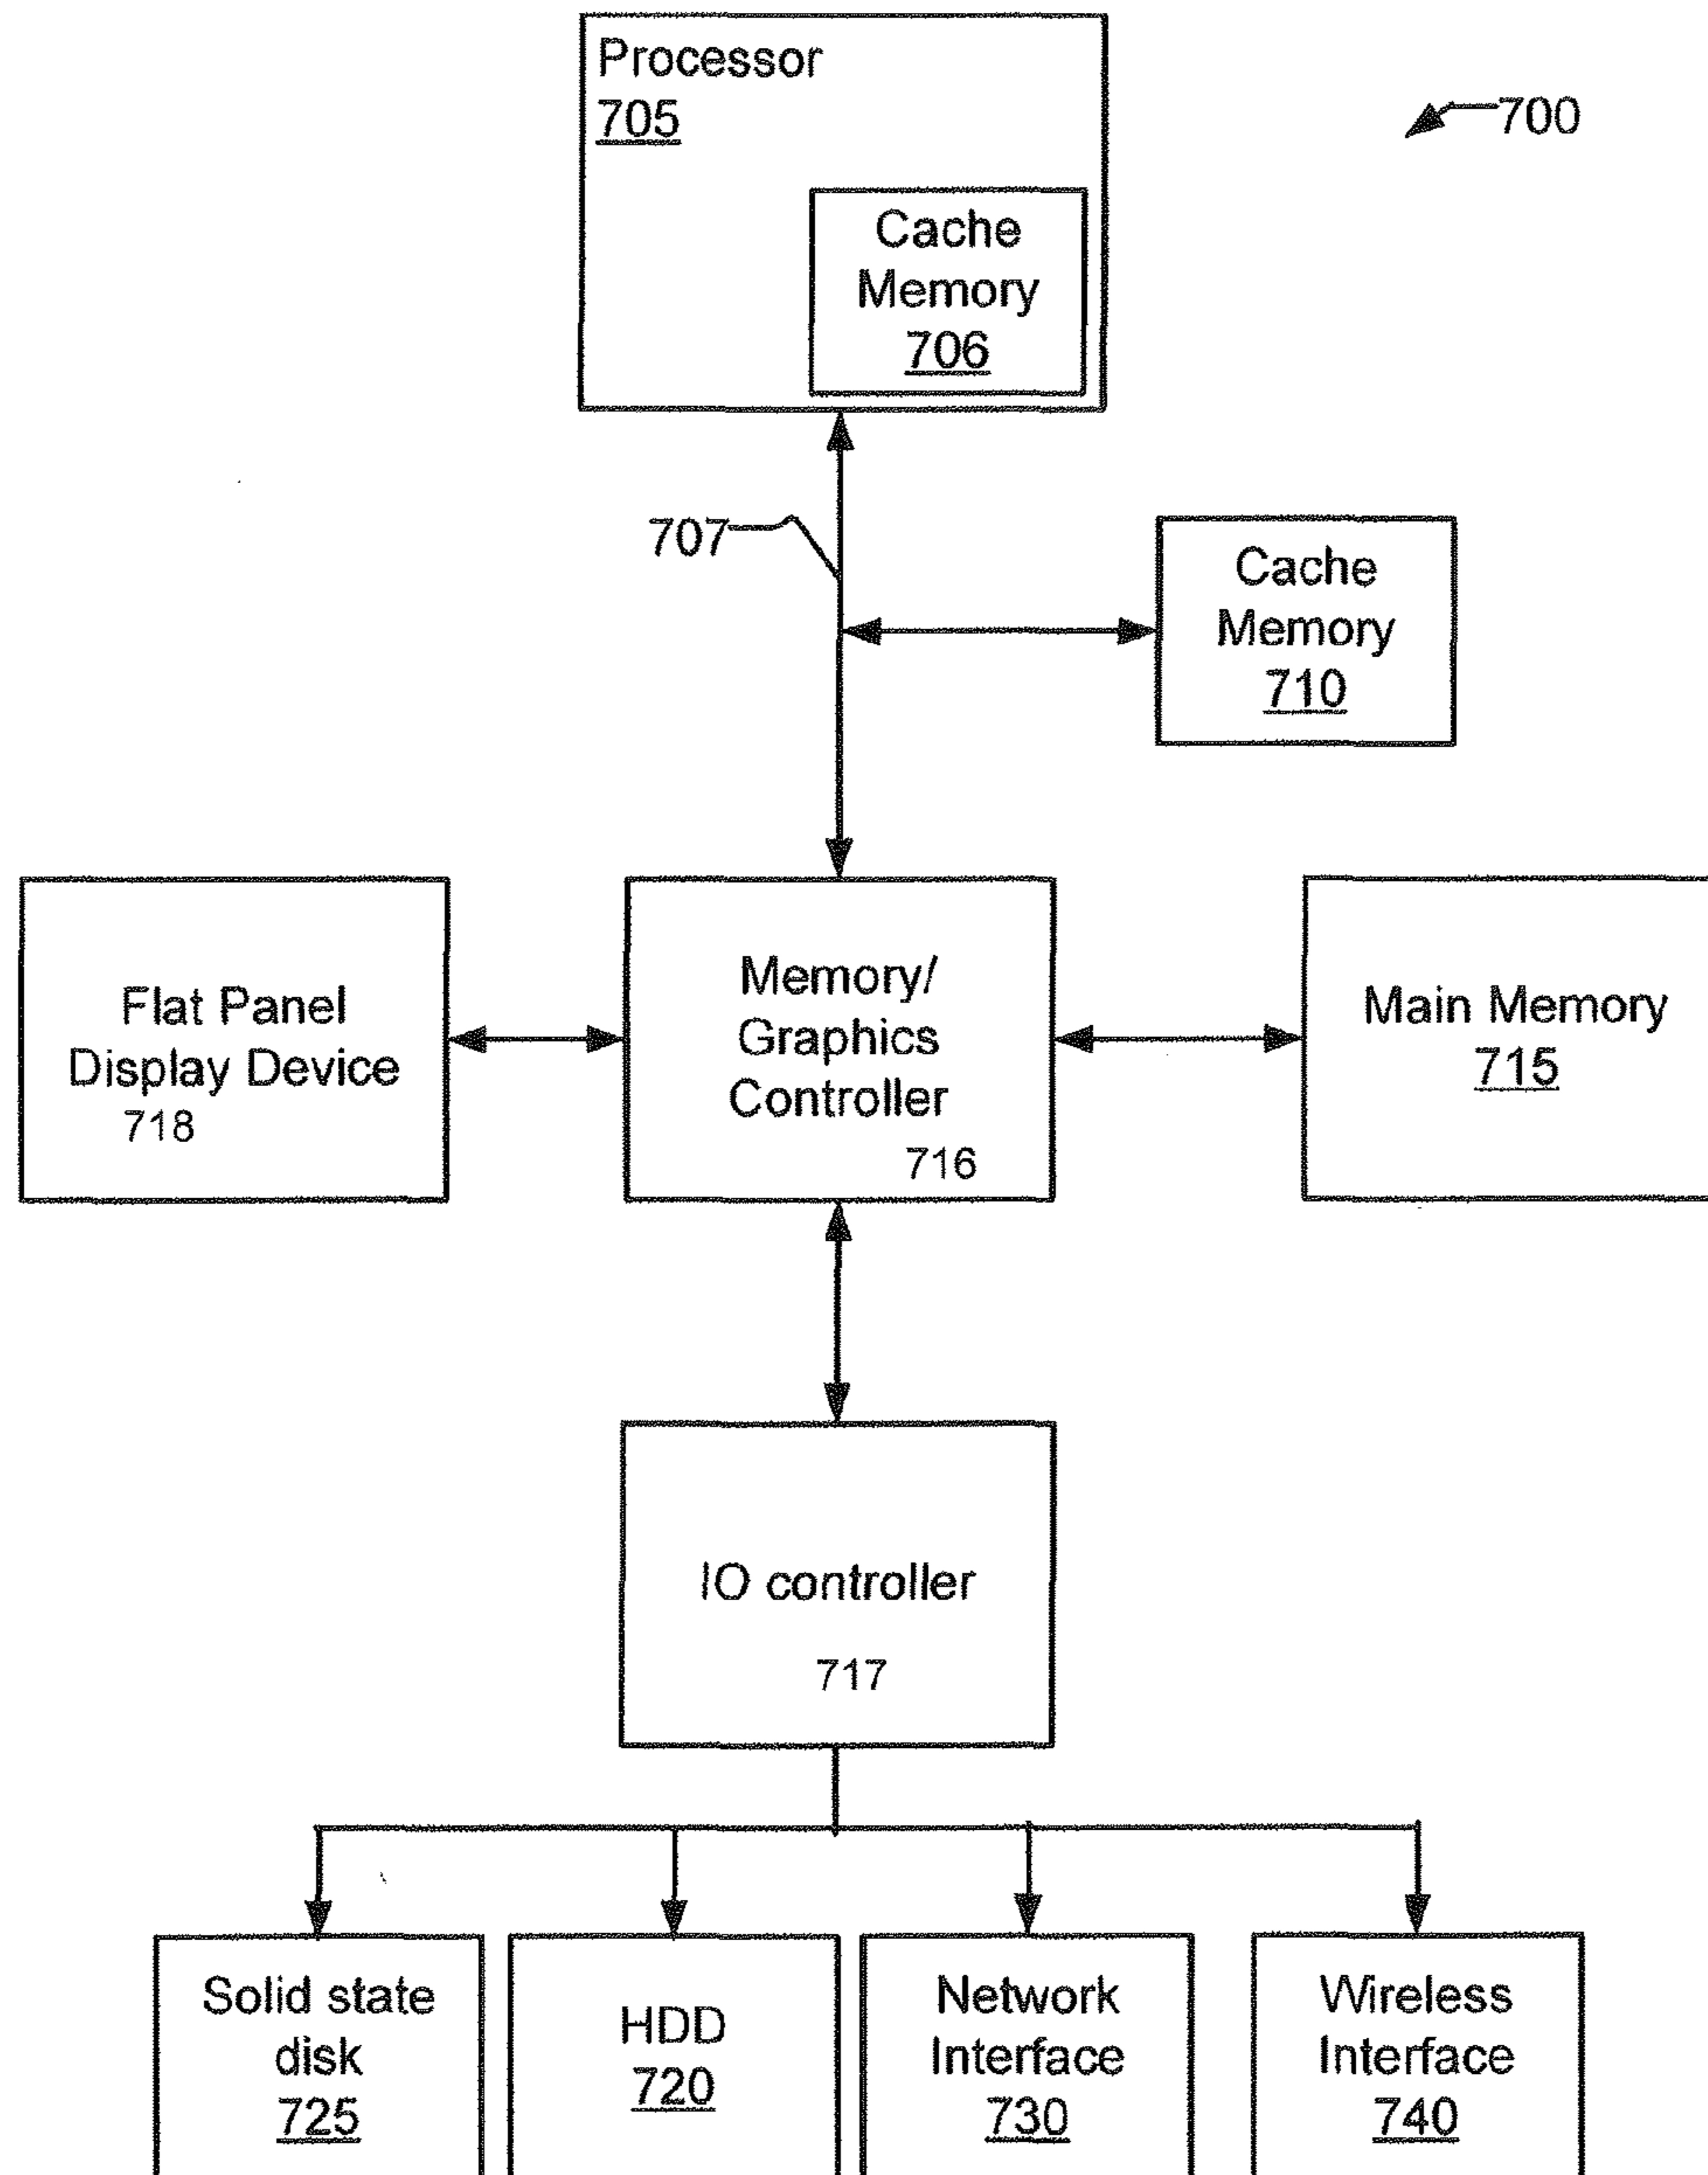 Processor
705
700
Cache
Memory
706
707
Cache
Memory
710
Flat Panel
Display Device
718
Memory/
Graphics
Controller
716
Main Memory
715
IO controller
717
Solid state
disk
725
HDD
720
Network
Interface
730
Wireless
Interface
740